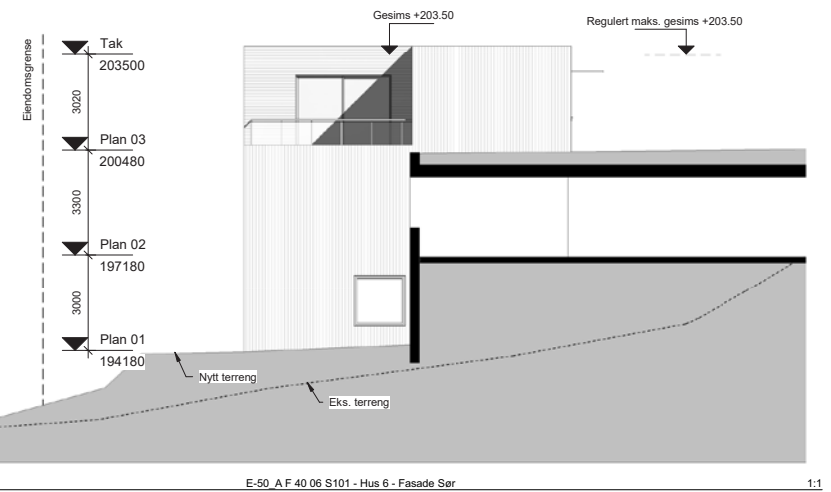 Gesims +203.50
Regulert maks. gesims +203.50
Eiendomsgrense
Tak
203500
3020
Plan 03
200480
3300
Plan 02
197180
3000
Plan 01
194180
Nytt terreng
Eks. terreng
E-50_A F 40 06 S101 - Hus 6 - Fasade Sør
1:1